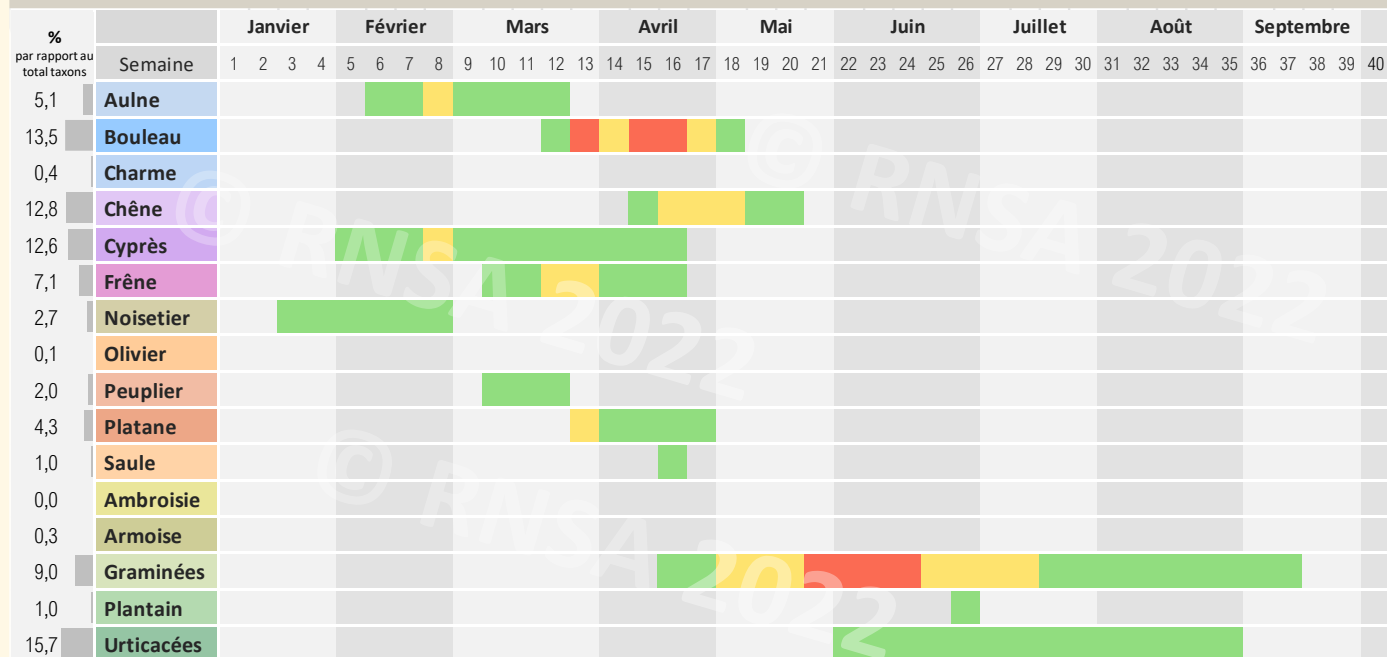 Janvier Février Mars Avril Mai Juin Juillet Août Septembre
%
par rapport au
total taxons
Semaine 1 2 3 4 5 6 7 8 9 10 11 12 13 14 15 16 17 18 19 20 21 22 23 24 25 26 27 28 29 30 31 32 33 34 35 36 37 38 39 40
5,1 Aulne
13,5 Bouleau
0,4 Charme
12,8 Chêne
12,6 Cyprès
7,1 Frêne
2,7 Noisetier
0,1 Olivier
2,0 Peuplier
4,3 Platane
1,0 Saule
0,0 Ambroisie
0,3 Armoise
9,0 Graminées
1,0 Plantain
15,7 Urticacées
© RNSA 2022
© RNSA 2022
© RNSA 2022